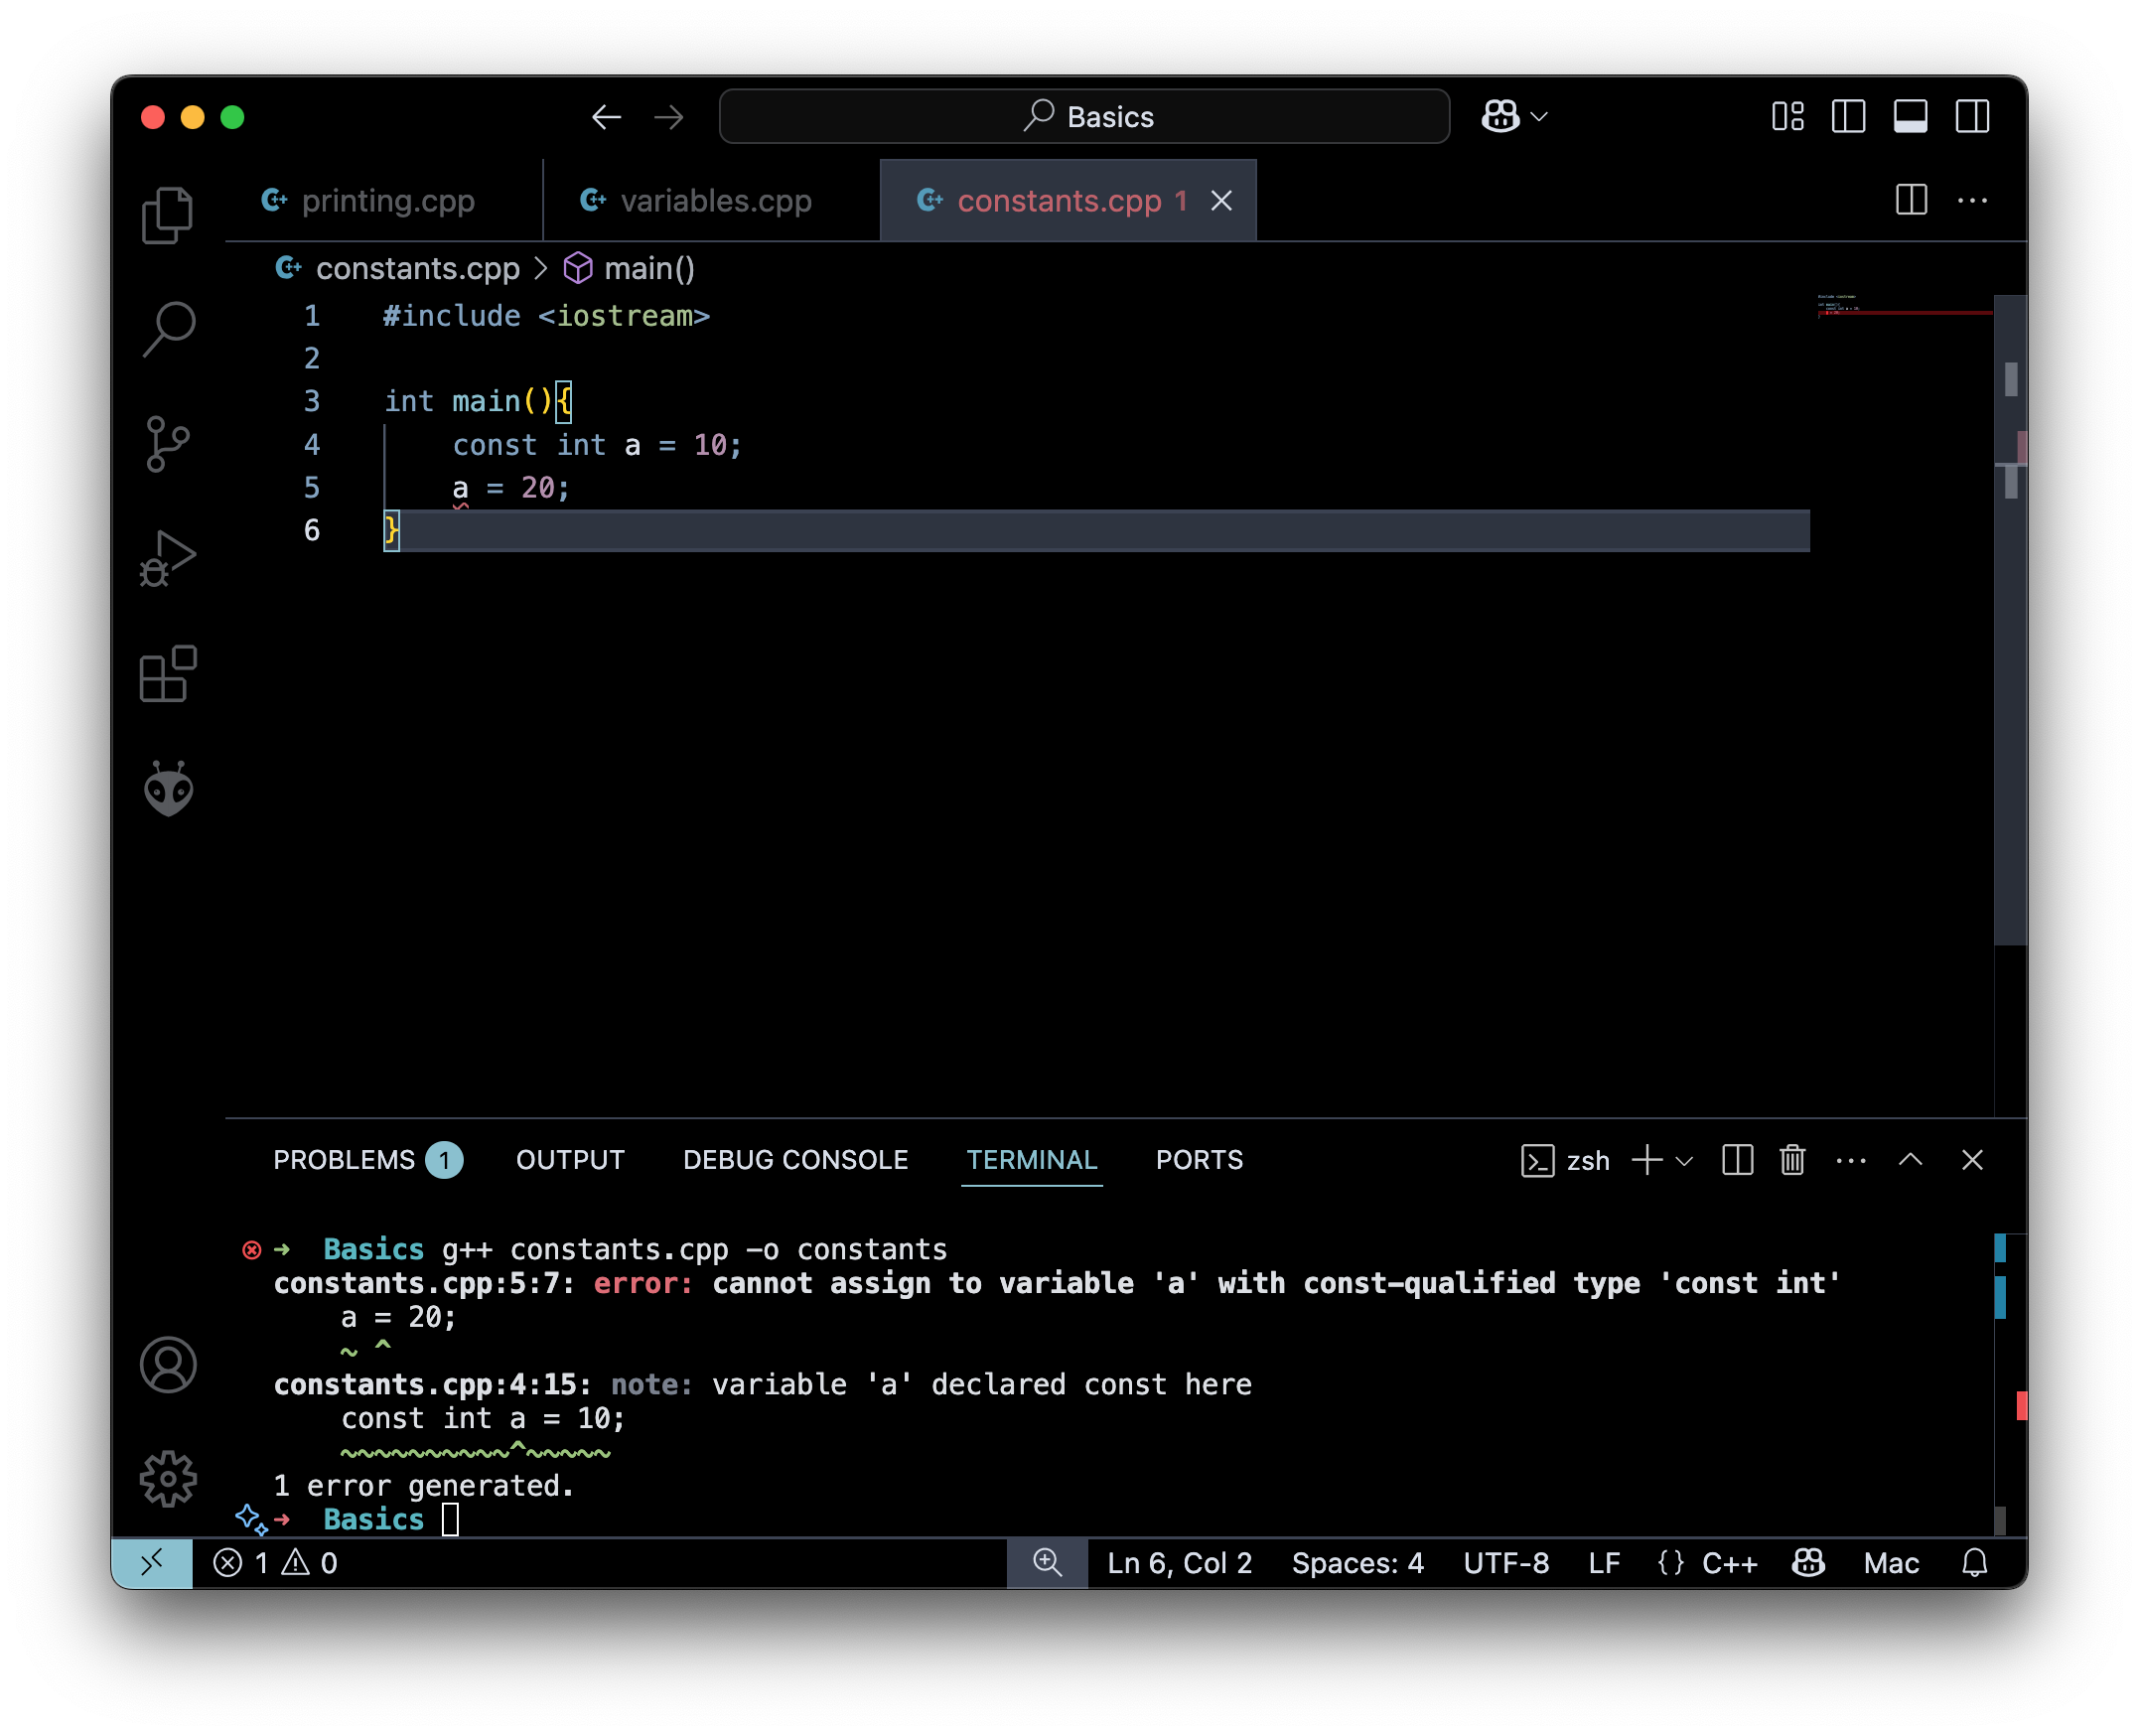 Basics
printing.cpp
variables.cpp
constants.cpp 1
constants.cpp > main()
1 #include <iostream>
2
3 int main(){
4     const int a = 10;
5     a = 20;
6 }
PROBLEMS 1 OUTPUT DEBUG CONSOLE TERMINAL PORTS zsh
➜  Basics g++ constants.cpp -o constants
constants.cpp:5:7: error: cannot assign to variable 'a' with const-qualified type 'const int'
    a = 20;
    ~ ^
constants.cpp:4:15: note: variable 'a' declared const here
    const int a = 10;
    ~~~~~~~~~~^~~~~~
1 error generated.
➜  Basics
1 0 Ln 6, Col 2 Spaces: 4 UTF-8 LF {} C++ Mac